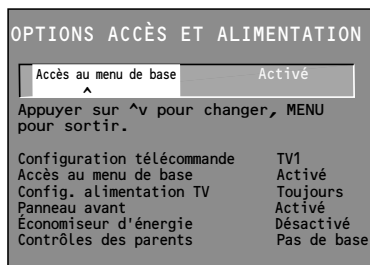 OPTIONS ACCÈS ET ALIMENTATION
Accès au menu de base Activé
^
Appuyer sur ^v pour changer, MENU
pour sortir.
Configuration télécommande TV1
Accès au menu de base Activé
Config. alimentation TV Toujours
Panneau avant Activé
Économiseur d'énergie Désactivé
Contrôles des parents Pas de base